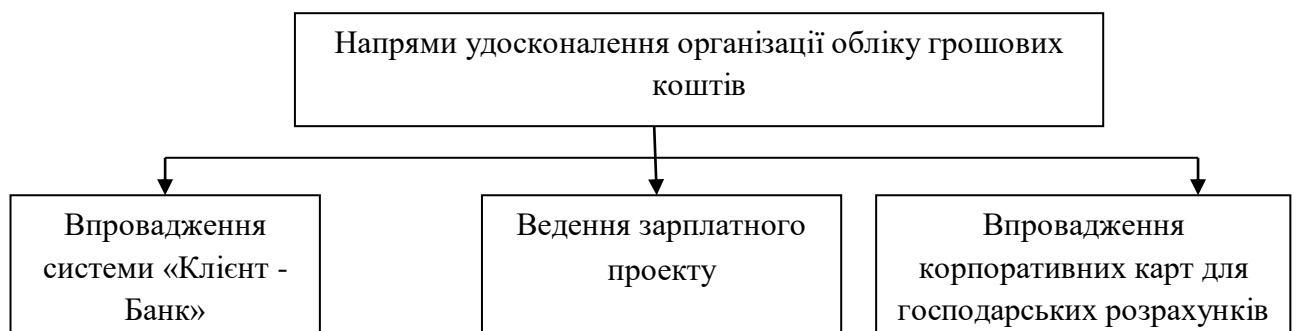 Напрями удосконалення організації обліку грошових
коштів
Впровадження
системи «Клієнт -
Банк»
Ведення зарплатного
проекту
Впровадження
корпоративних карт для
господарських розрахунків